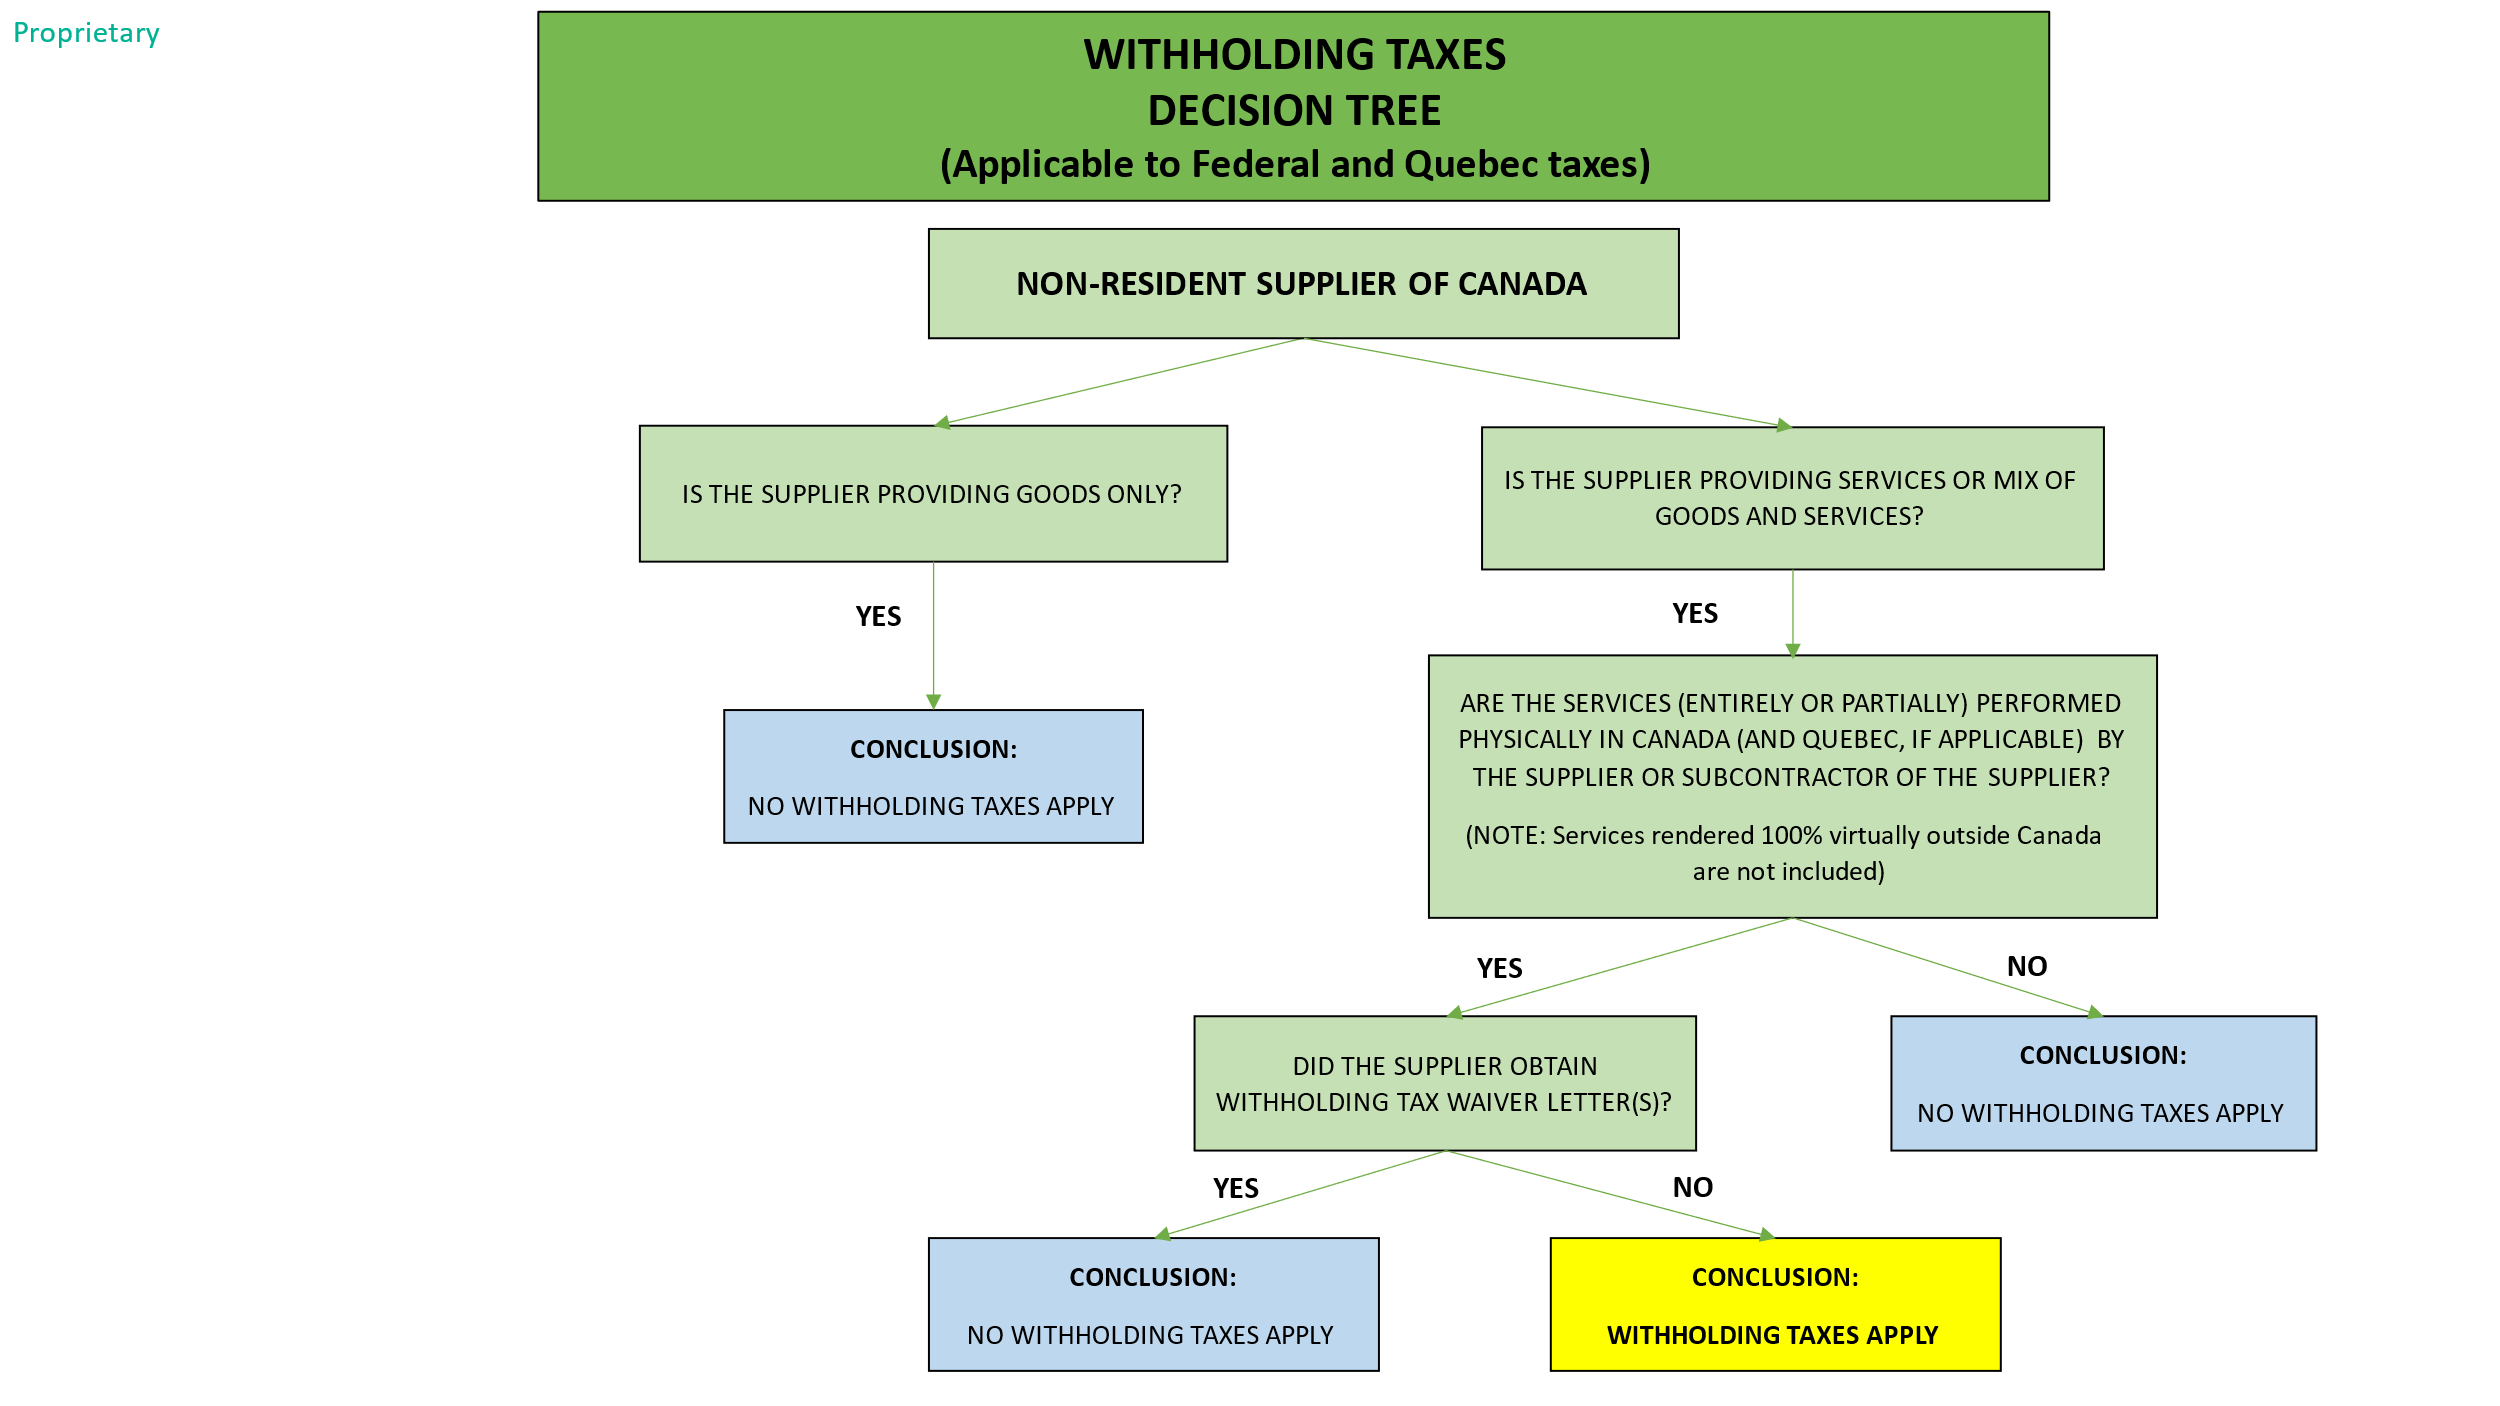 Proprietary
WITHHOLDING TAXES
DECISION TREE
(Applicable to Federal and Quebec taxes)
NON-RESIDENT SUPPLIER OF CANADA
IS THE SUPPLIER PROVIDING GOODS ONLY?
IS THE SUPPLIER PROVIDING SERVICES OR MIX OF
GOODS AND SERVICES?
YES
YES
CONCLUSION:
NO WITHHOLDING TAXES APPLY
ARE THE SERVICES (ENTIRELY OR PARTIALLY) PERFORMED
PHYSICALLY IN CANADA (AND QUEBEC, IF APPLICABLE) BY
THE SUPPLIER OR SUBCONTRACTOR OF THE SUPPLIER?
(NOTE: Services rendered 100% virtually outside Canada
are not included)
YES
NO
DID THE SUPPLIER OBTAIN
WITHHOLDING TAX WAIVER LETTER(S)?
CONCLUSION:
NO WITHHOLDING TAXES APPLY
YES
NO
CONCLUSION:
NO WITHHOLDING TAXES APPLY
CONCLUSION:
WITHHOLDING TAXES APPLY